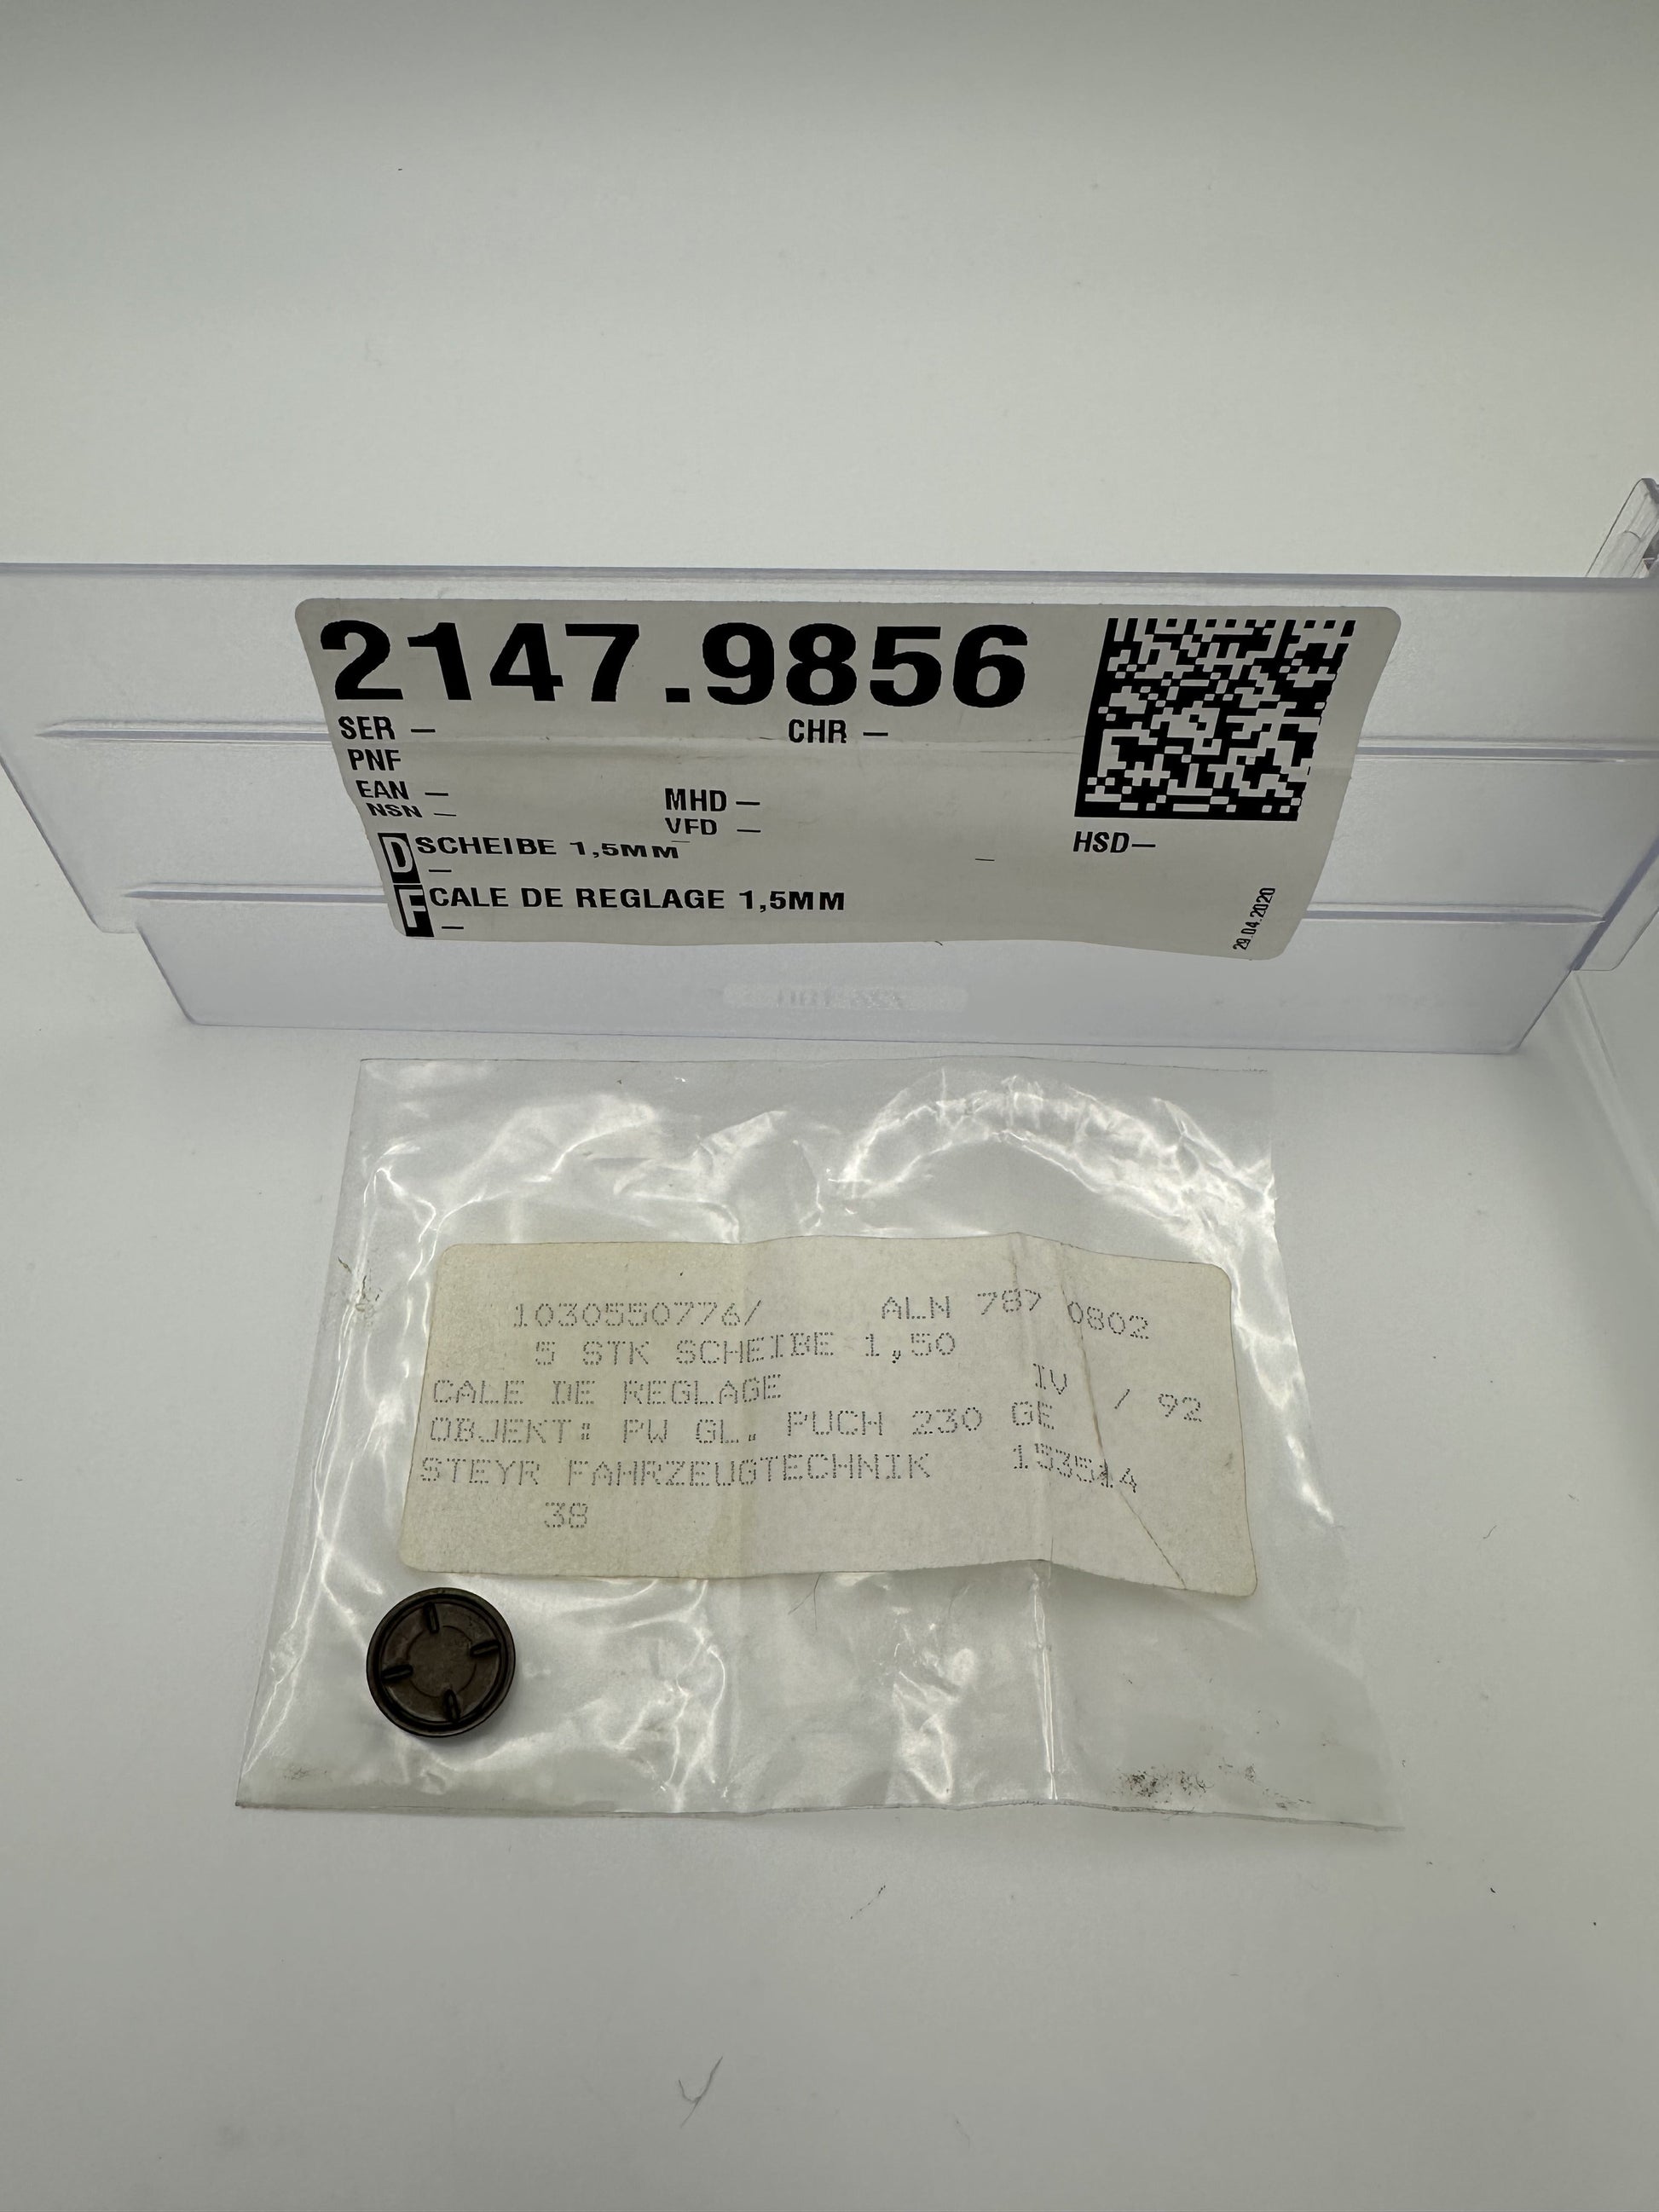 2147.9856
SER – CHR –
PNF
EAN –
NSN –
MHD –
VFD –
HSD–
D SCHEIBE 1,5MM
–
–
F CALE DE REGLAGE 1,5MM
–
29.04.2020
1030550776/ ALN 787 0802
5 STK SCHEIBE 1,50
CALE DE REGLAGE IV / 92
OBJEKT: PW GL. PUCH 230 GE
STEYR FAHRZEUGTECHNIK 153514
38